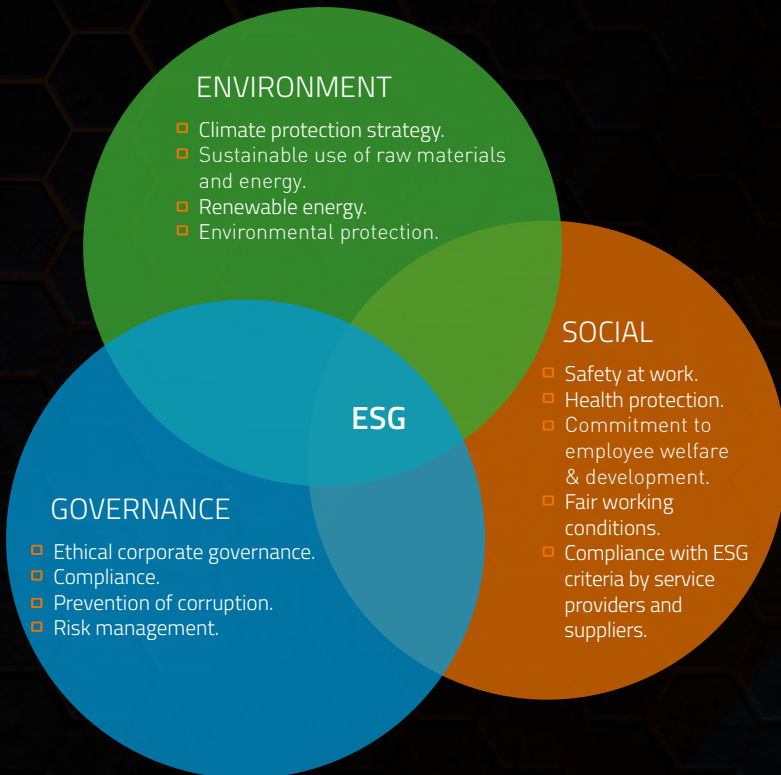 ENVIRONMENT
Climate protection strategy.
Sustainable use of raw materials
and energy.
Renewable energy.
Environmental protection.
SOCIAL
Safety at work.
Health protection.
Commitment to
employee welfare
& development.
Fair working
conditions.
Compliance with ESG
criteria by service
providers and
suppliers.
ESG
GOVERNANCE
Ethical corporate governance.
Compliance.
Prevention of corruption.
Risk management.